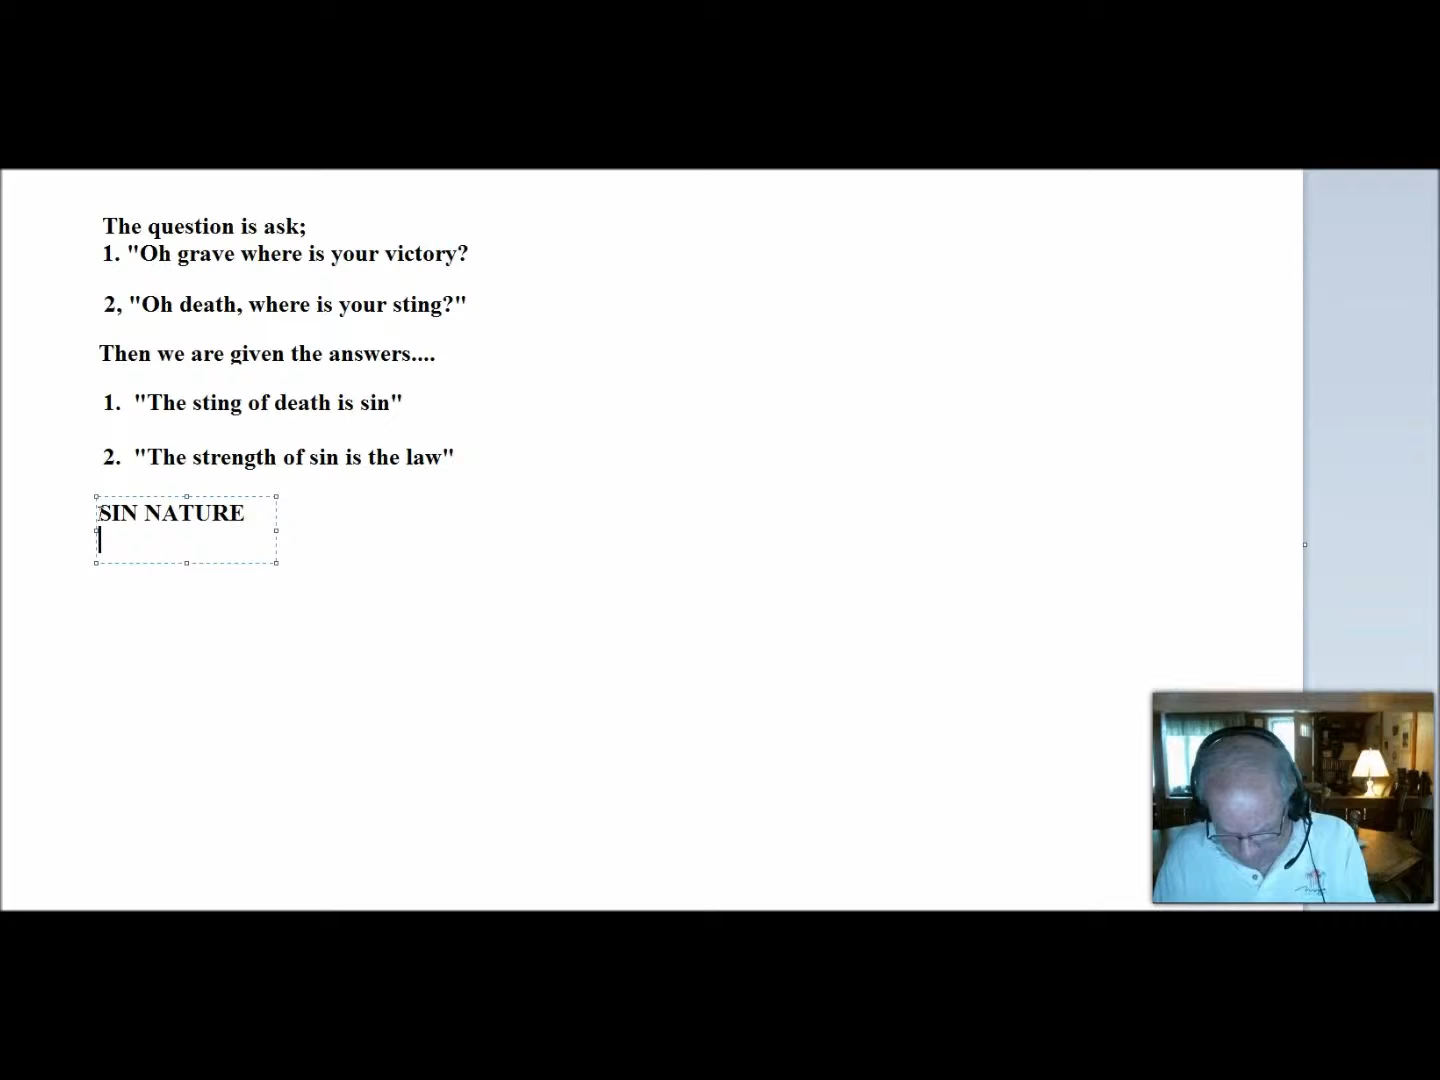 The question is ask;
1. "Oh grave where is your victory?
2, "Oh death, where is your sting?"
Then we are given the answers....
1.  "The sting of death is sin"
2.  "The strength of sin is the law"
SIN NATURE